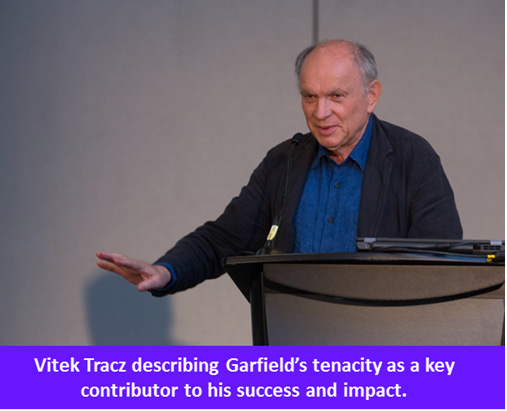 Vitek Tracz describing Garfield’s tenacity as a key
contributor to his success and impact.